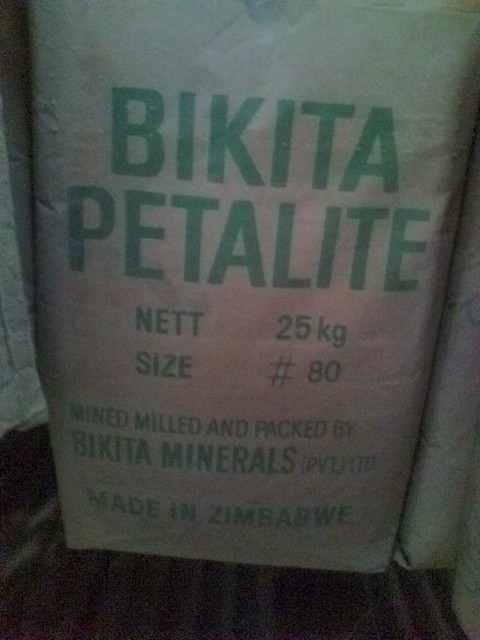 BIKITA
PETALITE
NETT 25 kg
SIZE # 80
MINED MILLED AND PACKED BY
BIKITA MINERALS (PVT) LTD
MADE IN ZIMBABWE